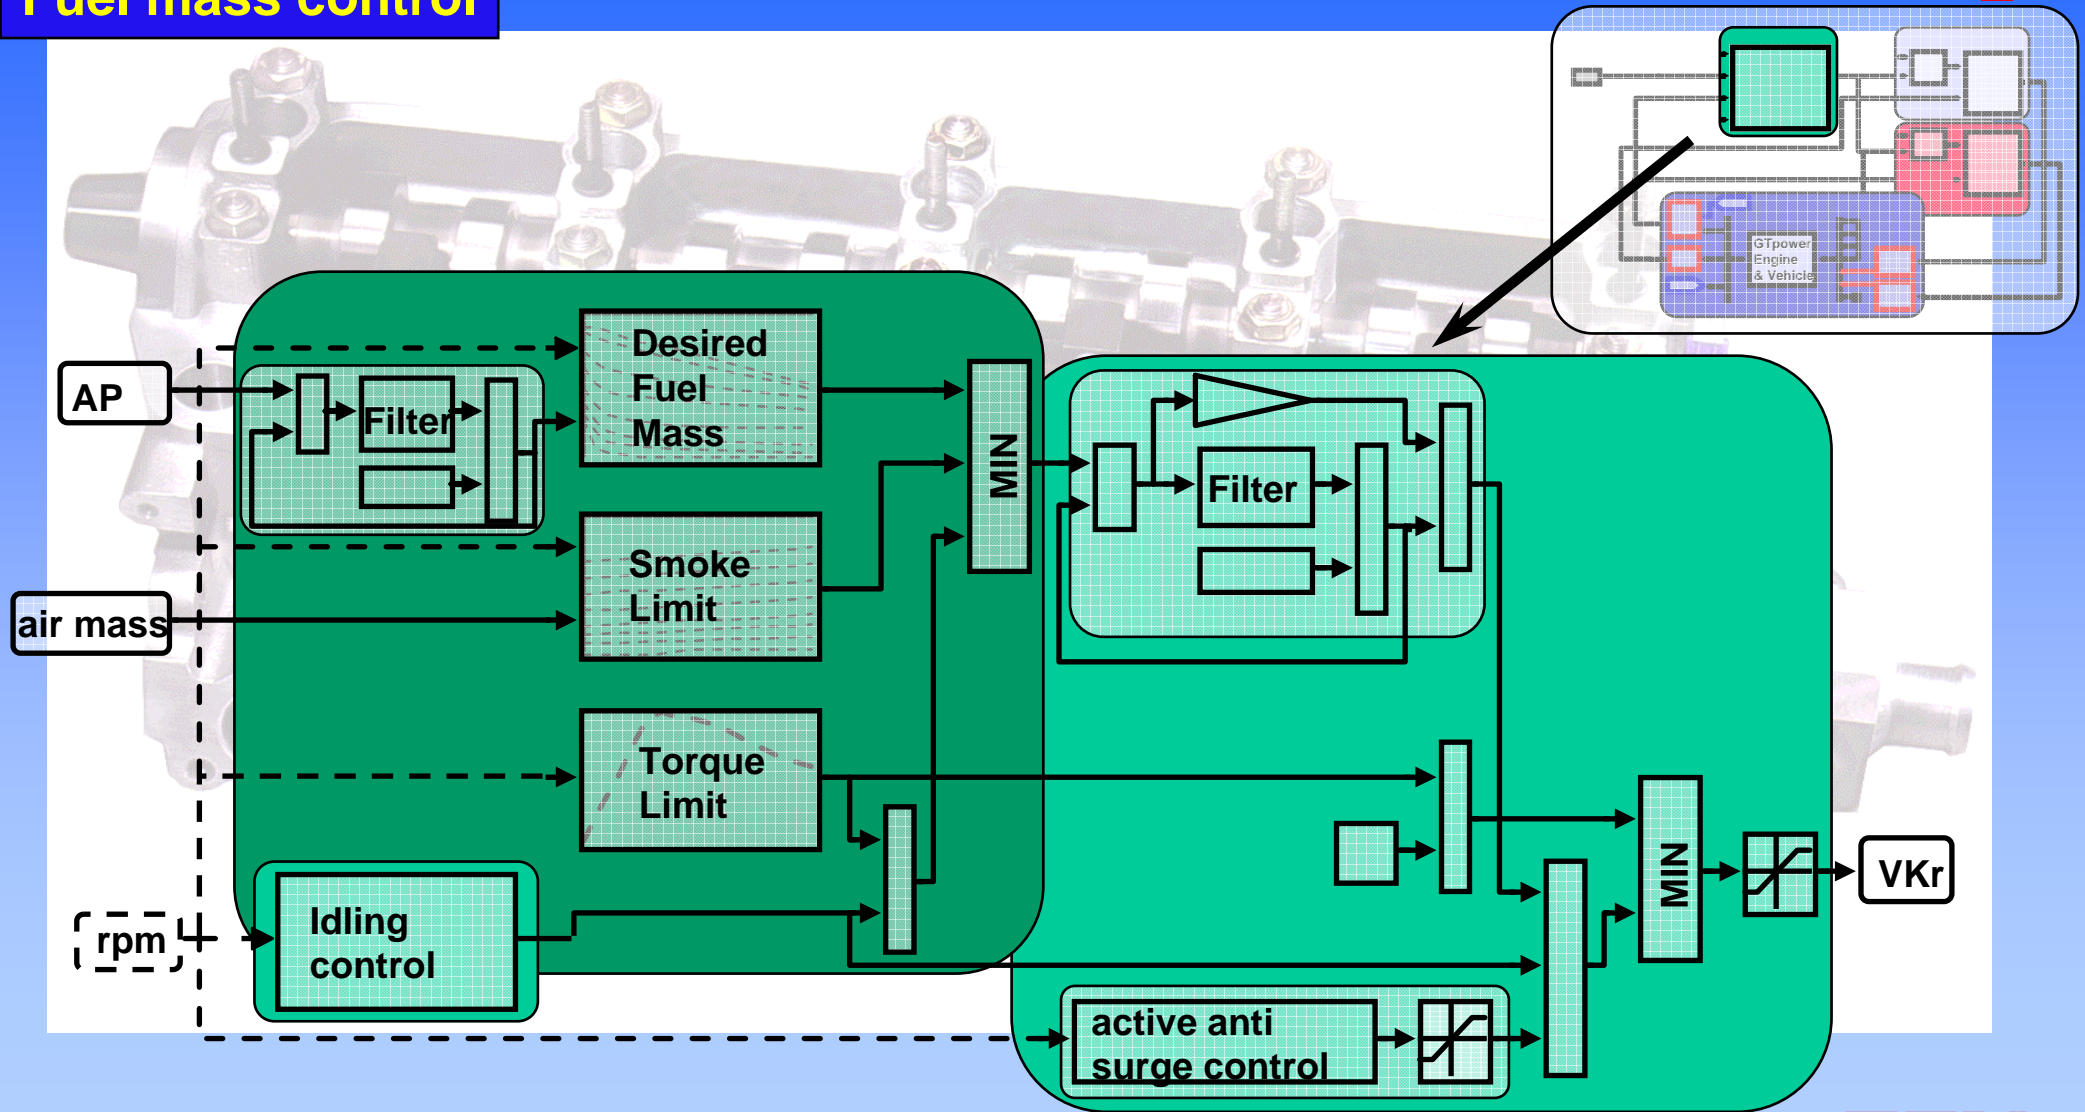 Fuel mass control
GTpower
Engine
& Vehicle
Desired
Fuel
Mass
AP
Filter
MIN
Filter
Smoke
Limit
air mass
Torque
Limit
MIN
VKr
Idling
control
rpm
active anti
surge control